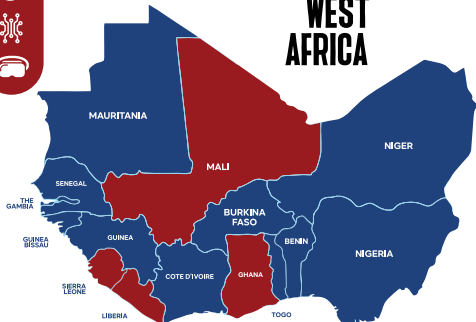 WEST
AFRICA
MAURITANIA
NIGER
MALI
SENEGAL
THE
GAMBIA
BURKINA
FASO
GUINEA
BISSAU
GUINEA
BENIN
NIGERIA
COTE D'IVOIRE
GHANA
SIERRA
LEONE
LIBERIA
TOGO